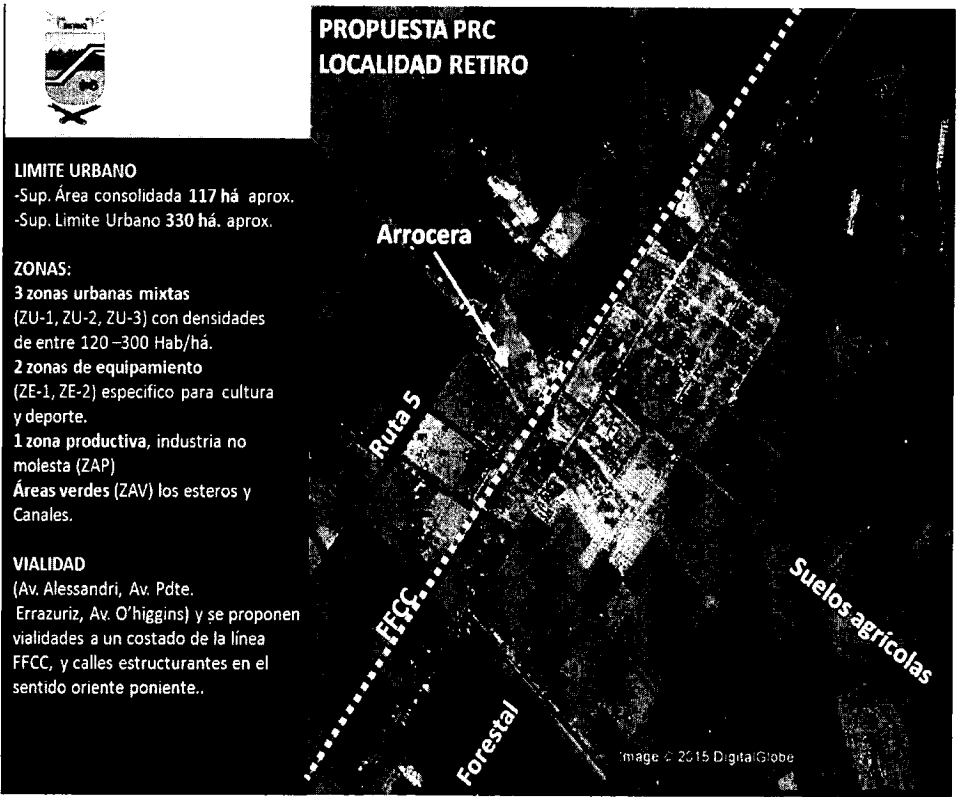 RETIRO
PROPUESTA PRC
LOCALIDAD RETIRO
LIMITE URBANO
-Sup. Área consolidada 117 há aprox.
-Sup. Limite Urbano 330 há. aprox.
ZONAS:
3 zonas urbanas mixtas
(ZU-1, ZU-2, ZU-3) con densidades
de entre 120 –300 Hab/há.
2 zonas de equipamiento
(ZE-1, ZE-2) especifico para cultura
y deporte.
1 zona productiva, industria no
molesta (ZAP)
Áreas verdes (ZAV) los esteros y
Canales.
VIALIDAD
(Av. Alessandri, Av. Pdte.
Errazuriz, Av. O'higgins) y se proponen
vialidades a un costado de la línea
FFCC, y calles estructurantes en el
sentido oriente poniente..
Arrocera
Ruta 5
FFCC
Forestal
Suelos agrícolas
mage © 2015 DigitalGlobe